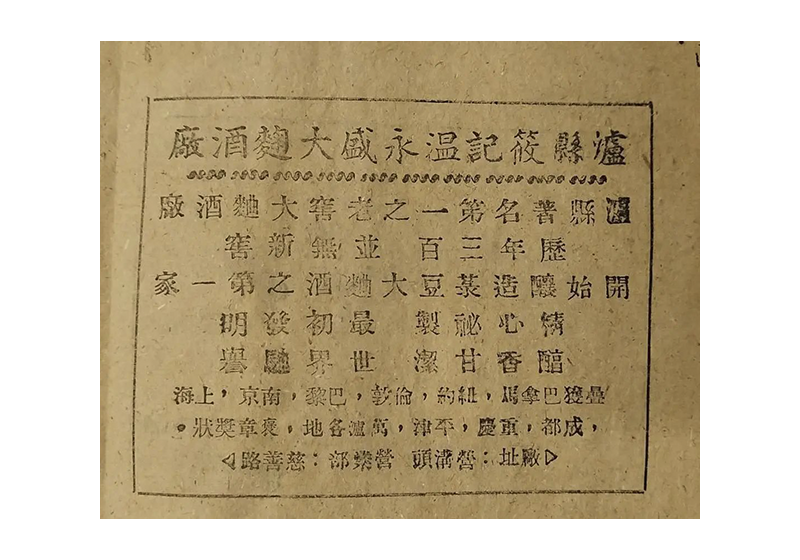 瀘縣筱記温永盛大麴酒廠
瀘縣著名第一之老窖大麯酒廠
歷年三百 並無新窖
開始釀造菉豆大麯酒之第一家
精心祕製 最初發明
醕香甘潔 世界馳譽
疊獲巴拿馬，紐約，倫敦，巴黎，南京，上海
，成都，重慶，平津，萬瀘各地，褒章獎狀。
▷廠址：營溝頭 營業部：慈善路◁